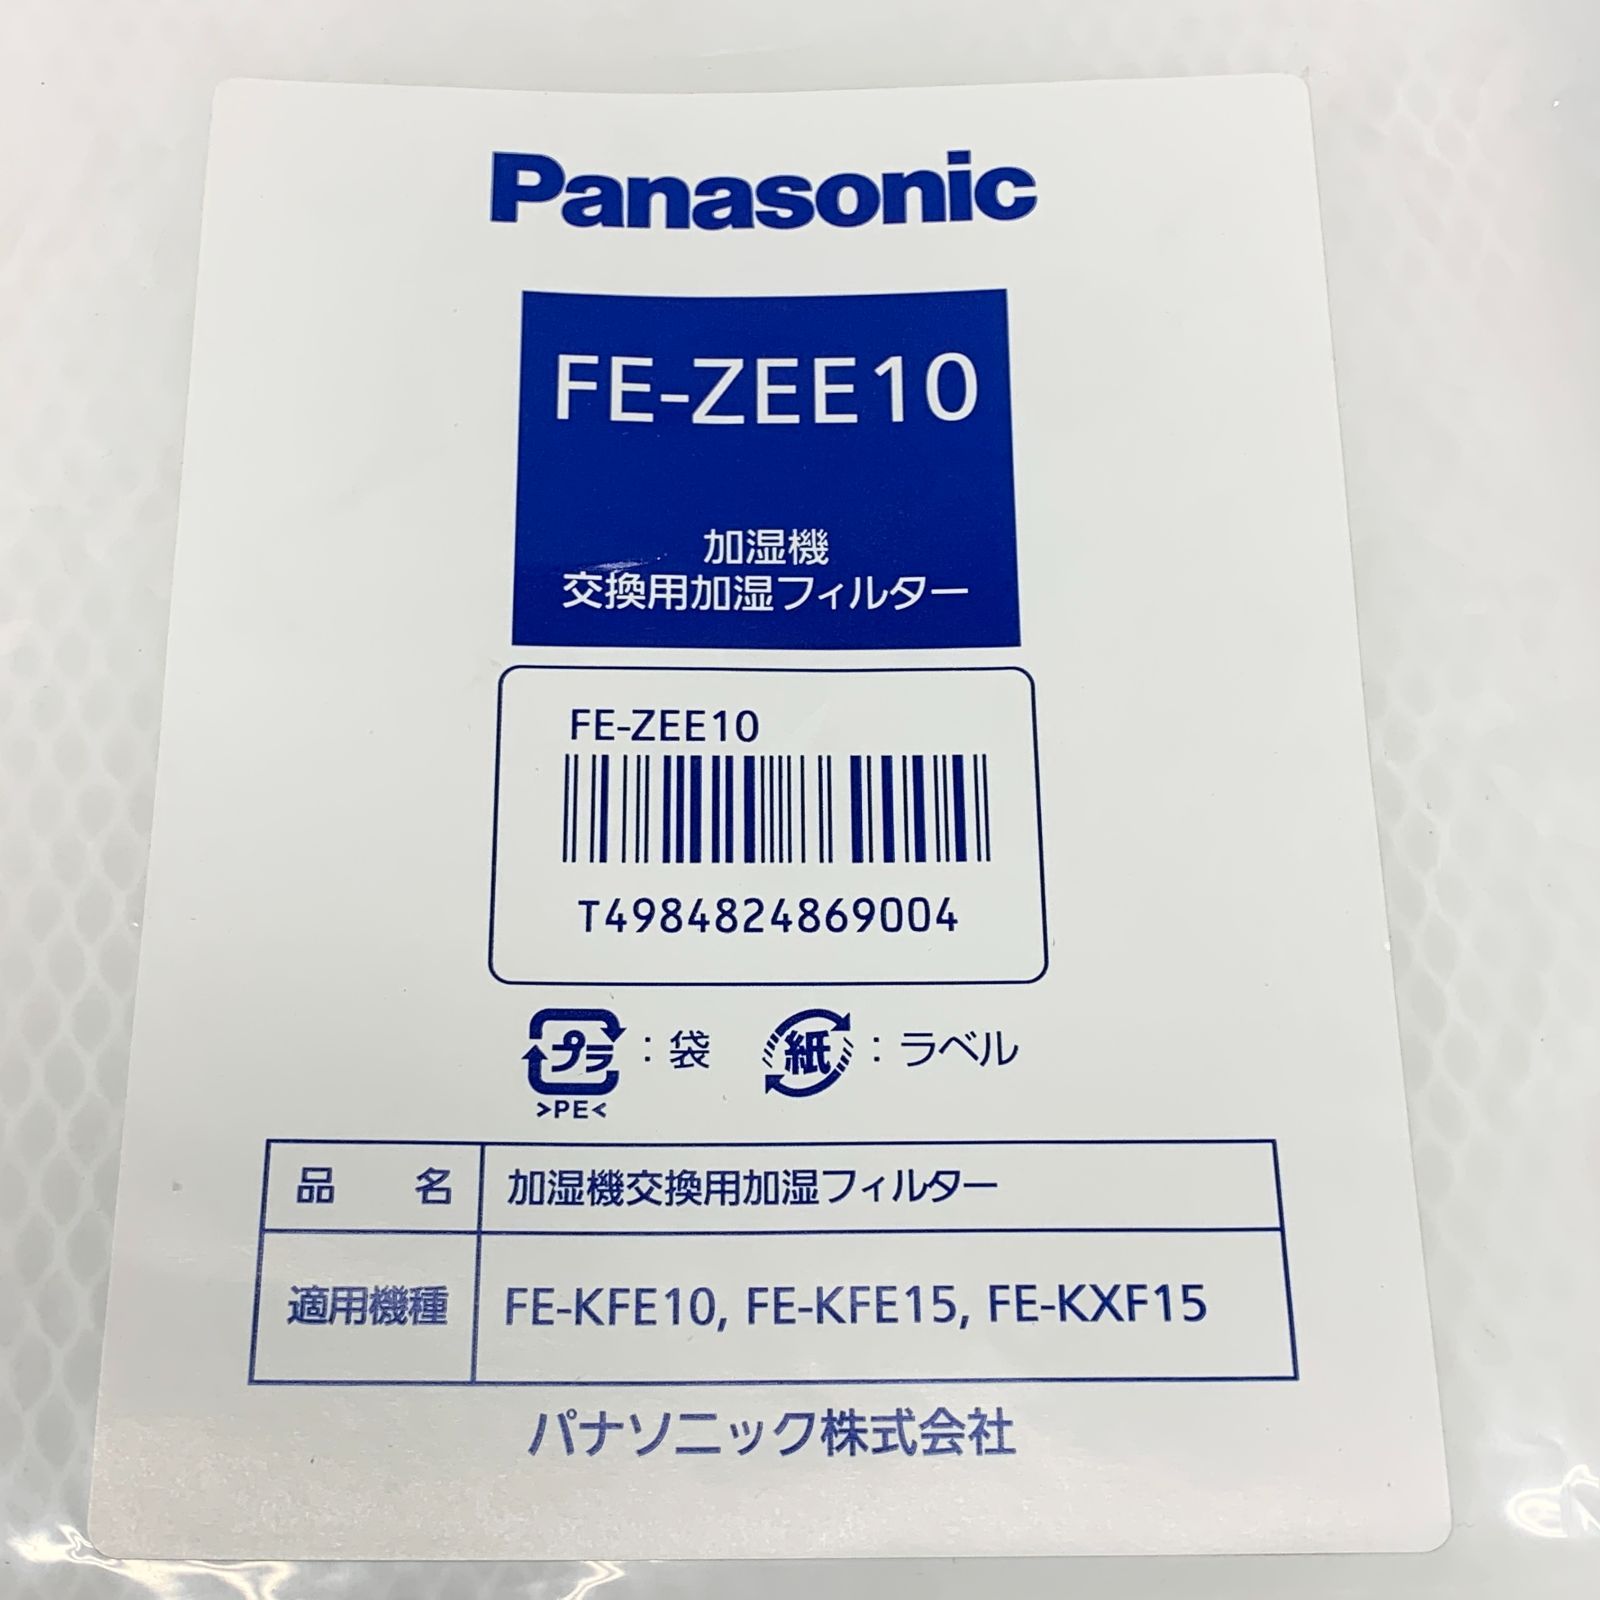 Panasonic
FE-ZEE10
加湿機
交換用加湿フィルター
FE-ZEE10
T4984824869004
プラ : 袋 紙 : ラベル
>PE<
品 名 加湿機交換用加湿フィルター
適用機種 FE-KFE10, FE-KFE15, FE-KXF15
パナソニック株式会社